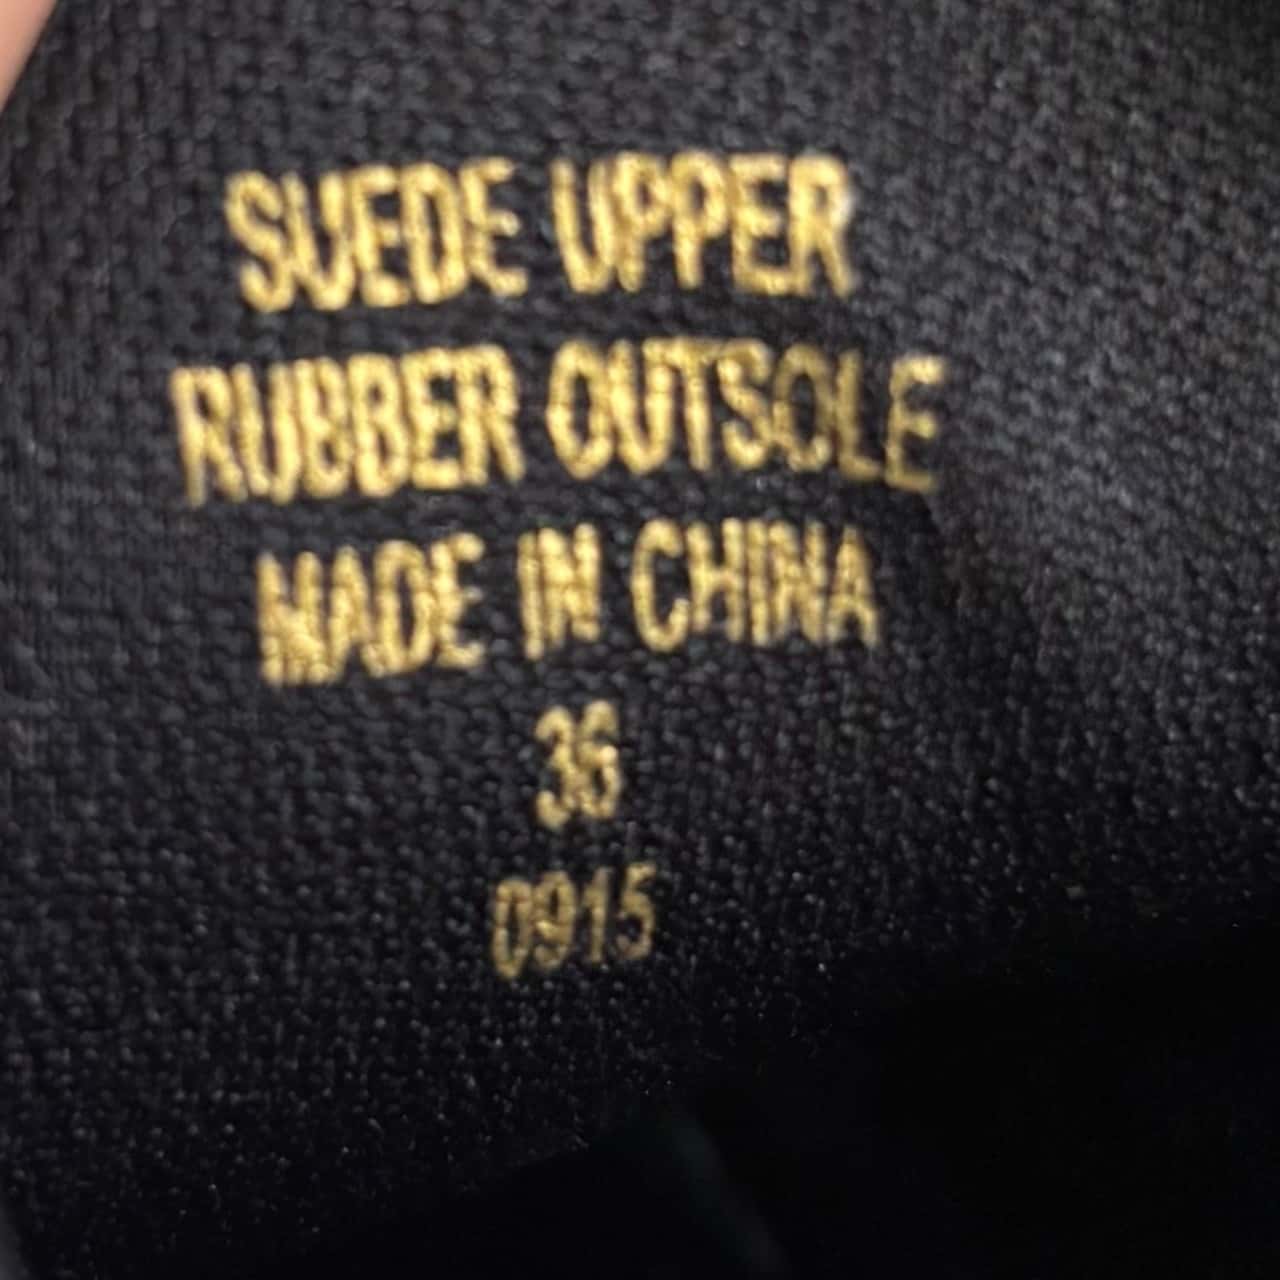 SUEDE UPPER
RUBBER OUTSOLE
MADE IN CHINA
36
0915